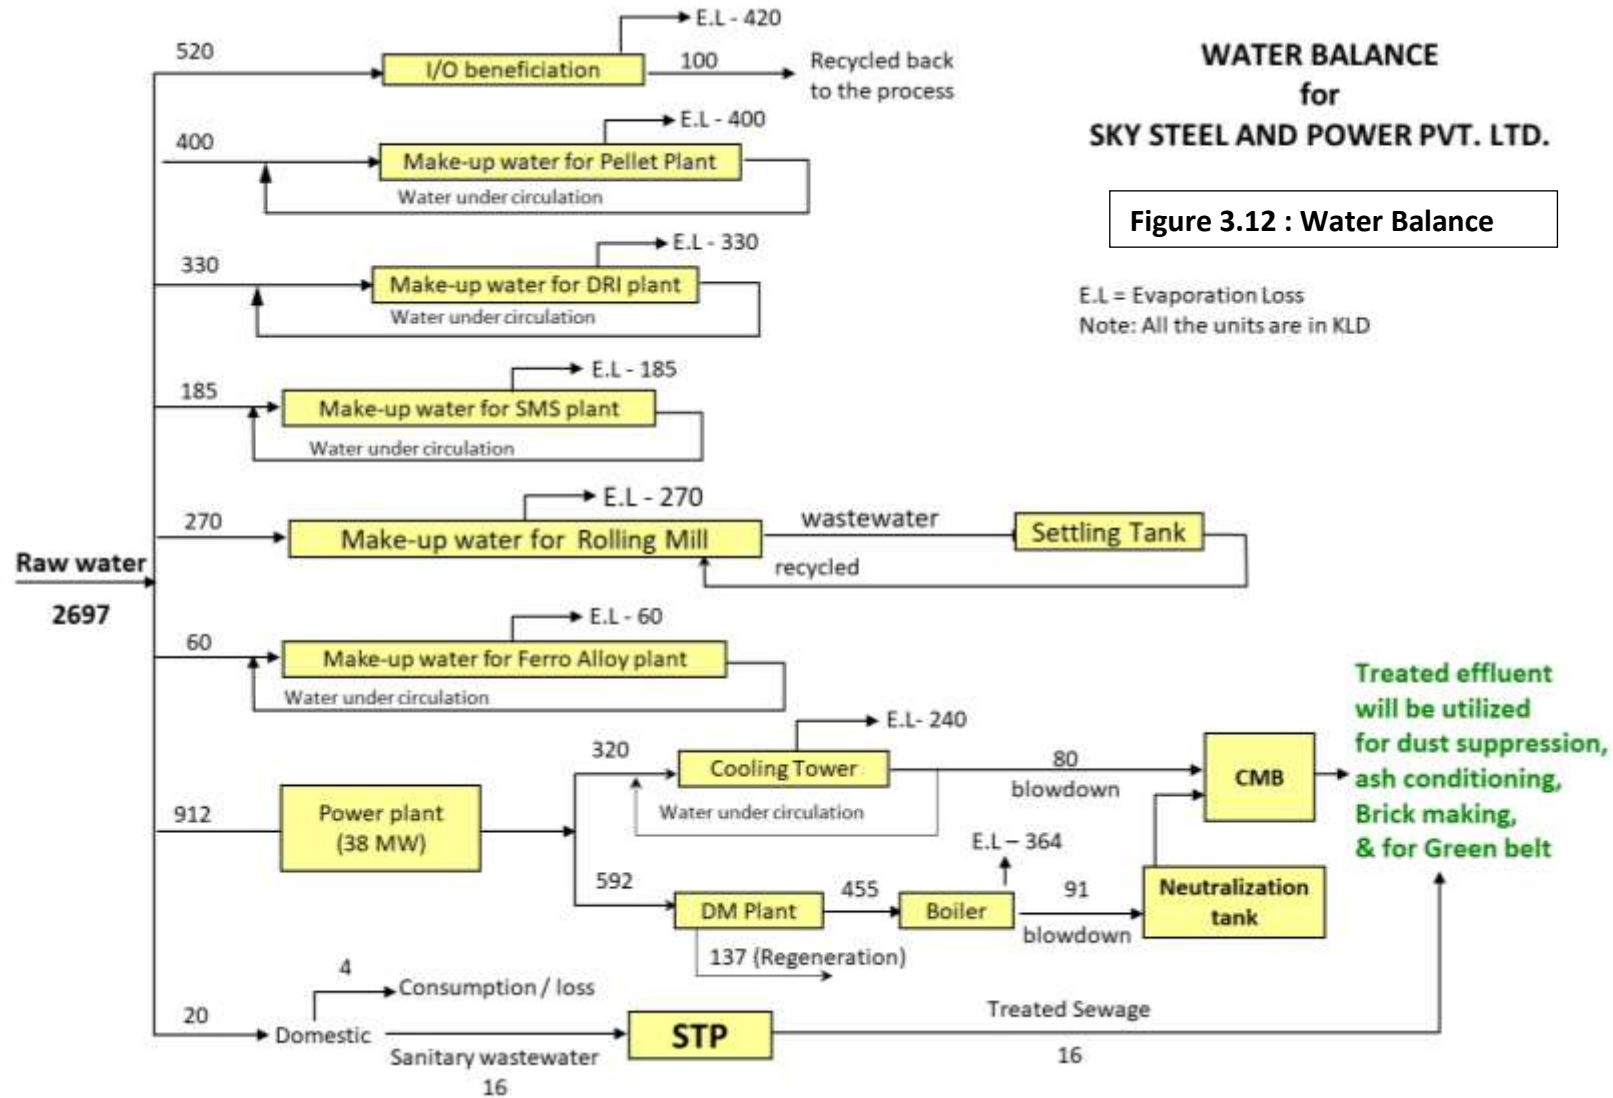 WATER BALANCE
for
SKY STEEL AND POWER PVT. LTD.
Figure 3.12 : Water Balance
E.L = Evaporation Loss
Note: All the units are in KLD
Raw water
2697
520
I/O beneficiation
E.L - 420
100
Recycled back
to the process
400
Make-up water for Pellet Plant
E.L - 400
Water under circulation
330
Make-up water for DRI plant
E.L - 330
Water under circulation
185
Make-up water for SMS plant
E.L - 185
Water under circulation
270
Make-up water for Rolling Mill
E.L - 270
wastewater
Settling Tank
recycled
60
Make-up water for Ferro Alloy plant
E.L - 60
Water under circulation
912
Power plant
(38 MW)
320
Cooling Tower
E.L- 240
Water under circulation
80
blowdown
CMB
592
DM Plant
137 (Regeneration)
455
Boiler
E.L – 364
91
blowdown
Neutralization
tank
Treated effluent
will be utilized
for dust suppression,
ash conditioning,
Brick making,
& for Green belt
20
Domestic
4
Consumption / loss
Sanitary wastewater
16
STP
Treated Sewage
16